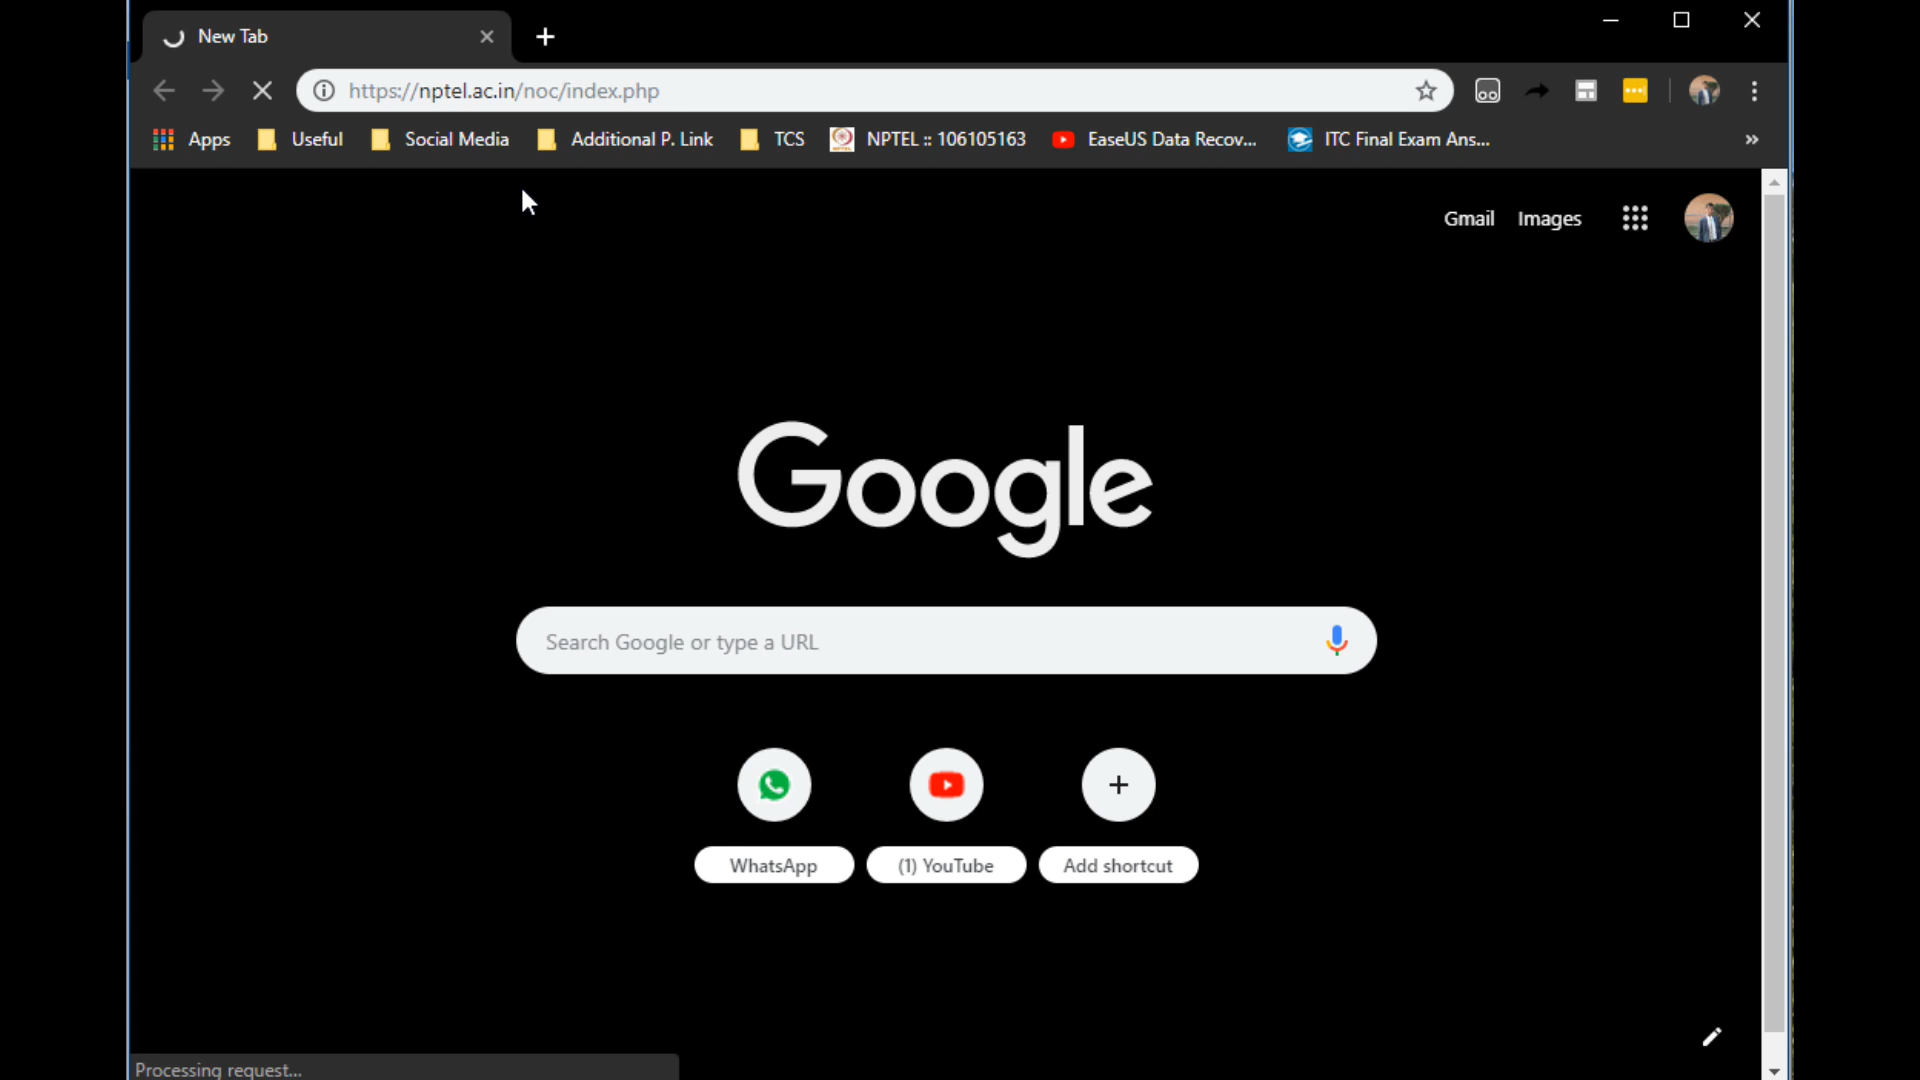 New Tab
https://nptel.ac.in/noc/index.php
Apps Useful Social Media Additional P. Link TCS NPTEL :: 106105163 EaseUS Data Recov... ITC Final Exam Ans... »
Gmail Images
Google
Search Google or type a URL
WhatsApp (1) YouTube Add shortcut
Processing request...